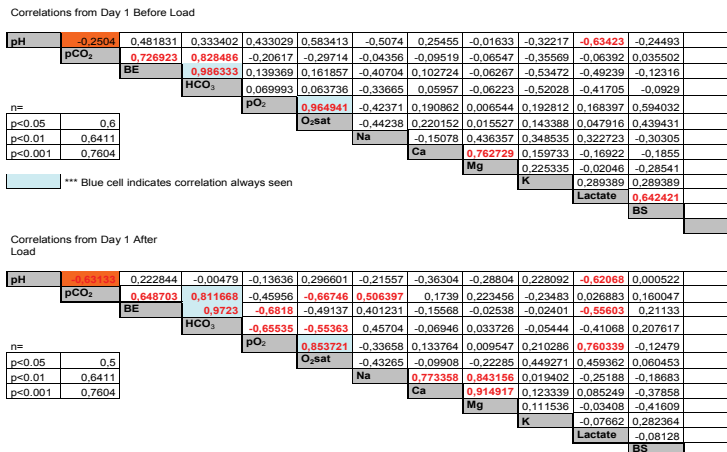 Correlations from Day 1 Before Load
pH -0,2504 0,481831 0,333402 0,433029 0,583413 -0,5074 0,25455 -0,01633 -0,32217 -0,63423 -0,24493
pCO₂ 0,726923 0,828486 -0,20617 -0,29714 -0,04356 -0,09519 -0,06547 -0,35569 -0,06392 0,035502
BE 0,986333 0,139369 0,161857 -0,40704 0,102724 -0,06267 -0,53472 -0,49239 -0,12316
HCO₃ 0,069993 0,063736 -0,33665 0,05957 -0,06223 -0,52028 -0,41705 -0,0929
n= pO₂ 0,964941 -0,42371 0,190862 0,006544 0,192812 0,168397 0,594032
p<0.05 0,6 O₂sat -0,44238 0,220152 0,015527 0,143388 0,047916 0,439431
p<0.01 0,6411 Na -0,15078 0,436357 0,348535 0,322723 -0,30305
p<0.001 0,7604 Ca 0,762729 0,159733 -0,16922 -0,1855
Mg 0,225335 -0,02046 -0,28541
*** Blue cell indicates correlation always seen K 0,289389 0,289389
Lactate 0,642421
BS
Correlations from Day 1 After
Load
pH -0,63133 0,222844 -0,00479 -0,13636 0,296601 -0,21557 -0,36304 -0,28804 0,228092 -0,62068 0,000522
pCO₂ 0,648703 0,811668 -0,45956 -0,66746 0,506397 0,1739 0,223456 -0,23483 0,026883 0,160047
BE 0,9723 -0,6818 -0,49137 0,401231 -0,15568 -0,02538 -0,02401 -0,55603 0,21133
HCO₃ -0,65535 -0,55363 0,45704 -0,06946 0,033726 -0,05444 -0,41068 0,207617
n= pO₂ 0,853721 -0,33658 0,133764 0,009547 0,210286 0,760339 -0,12479
p<0.05 0,5 O₂sat -0,43265 -0,09908 -0,22285 0,449271 0,459362 0,060453
p<0.01 0,6411 Na 0,773358 0,843156 0,019402 -0,25188 -0,18683
p<0.001 0,7604 Ca 0,914917 0,123339 0,085249 -0,37858
Mg 0,111536 -0,03408 -0,41609
K -0,07662 0,282364
Lactate -0,08128
BS